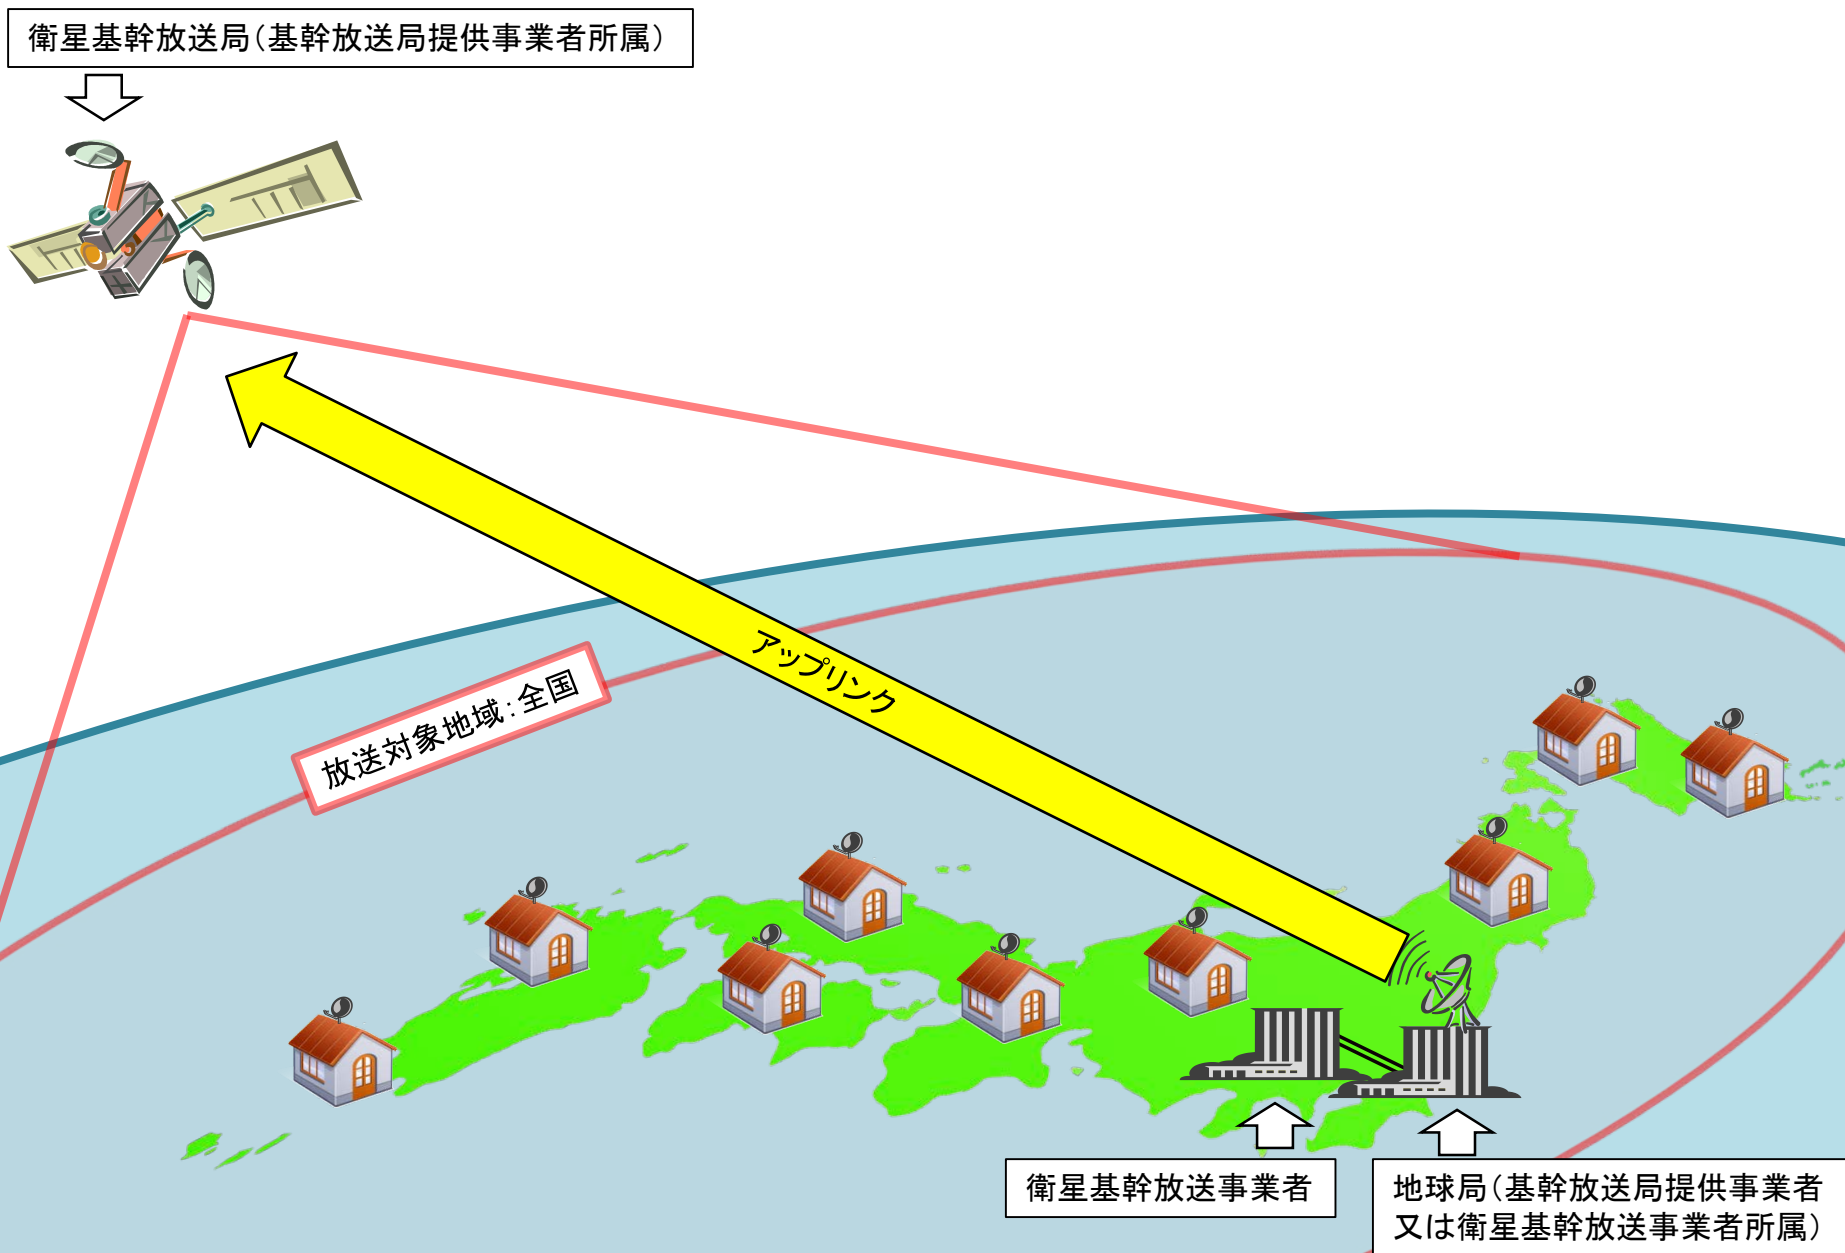 衛星基幹放送局(基幹放送局提供事業者所属)
アップリンク
放送対象地域:全国
衛星基幹放送事業者
地球局(基幹放送局提供事業者
又は衛星基幹放送事業者所属)